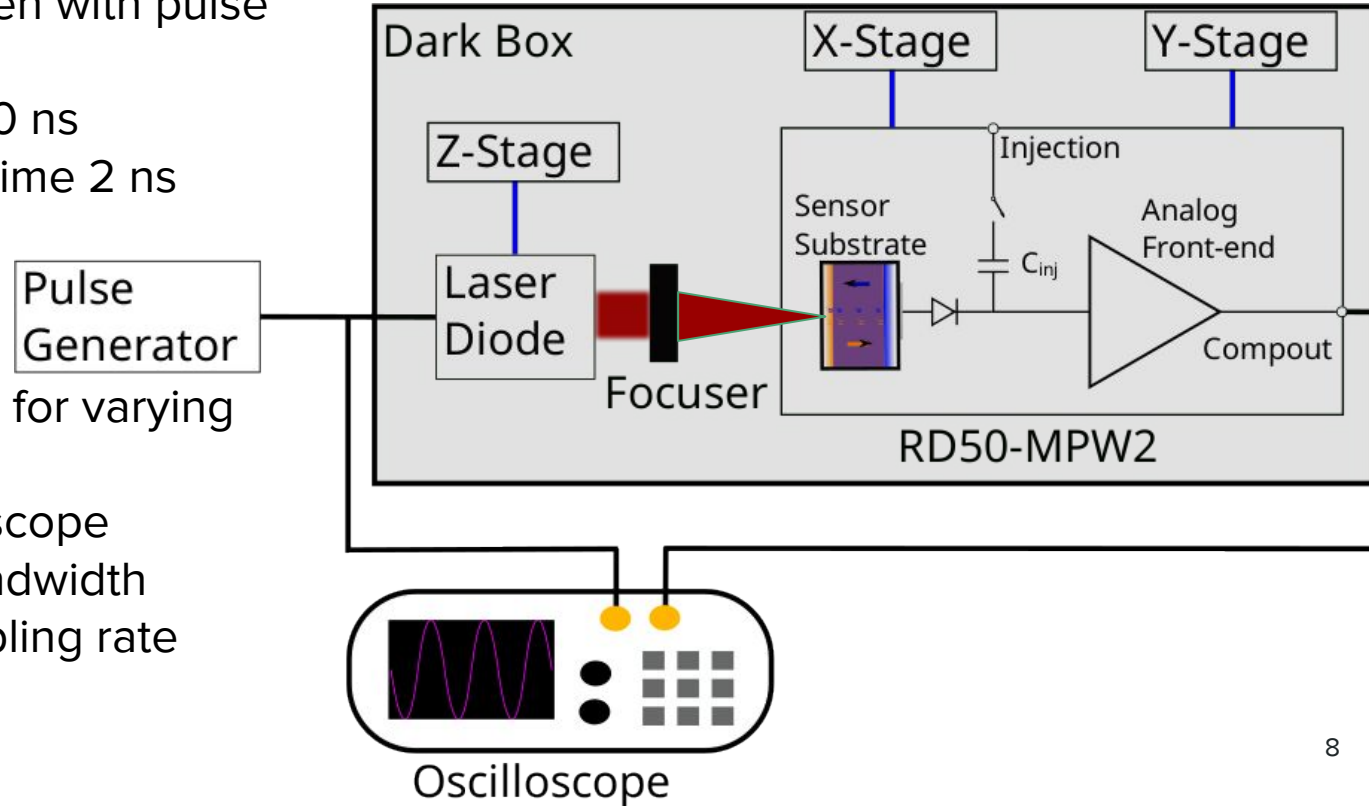 en with pulse
0 ns
ime 2 ns
for varying
scope
ndwidth
pling rate
Dark Box
X-Stage
Y-Stage
Z-Stage
Injection
Sensor
Substrate
Analog
Front-end
Cinj
Pulse
Generator
Laser
Diode
Focuser
Compout
RD50-MPW2
Oscilloscope
8